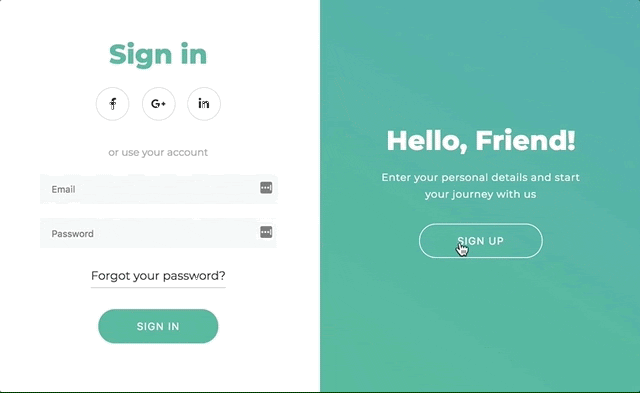 Sign in
f G+ in
or use your account
Email
Password
Forgot your password?
SIGN IN
Hello, Friend!
Enter your personal details and start
your journey with us
SIGN UP